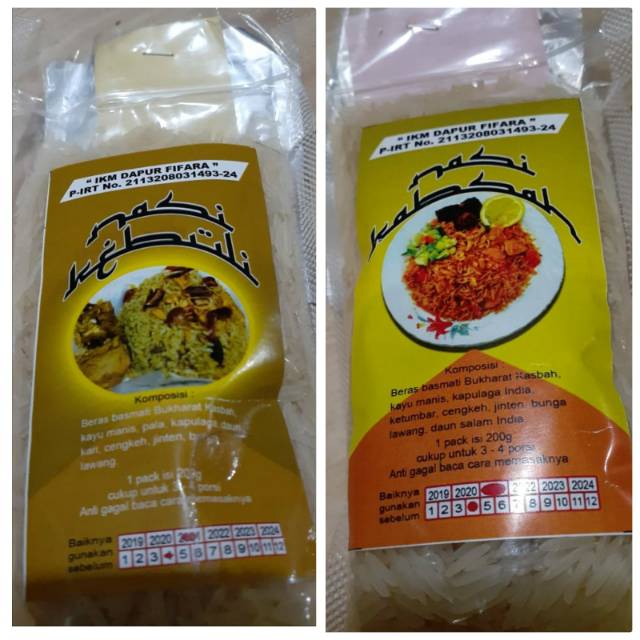 " IKM DAPUR FIFARA "
P-IRT No. 2113208031493-24
nasi
kebuli
Komposisi :
Beras basmati Bukharat Kasbah,
kayu manis, pala, kapulaga daun
kari, cengkeh, jinten,
lawang.
1 pack isi 200g
cukup untuk porsi
Anti gagal baca cara memasaknya
Baiknya
gunakan
sebelum
2019 2020 2022 2023 2024
1 2 3 5 6 7 8 9 10 11 12
" IKM DAPUR FIFARA "
P-IRT No. 2113208031493-24
nasi
kabsah
Komposisi :
Beras basmati Bukharat Kasbah,
kayu manis, kapulaga India,
ketumbar, cengkeh, jinten, bunga
lawang, daun salam India.
1 pack isi 200g
cukup untuk 3 - 4 porsi
Anti gagal baca cara memasaknya
Baiknya
gunakan
sebelum
2019 2020 2022 2023 2024
1 2 3 5 6 7 8 9 10 11 12